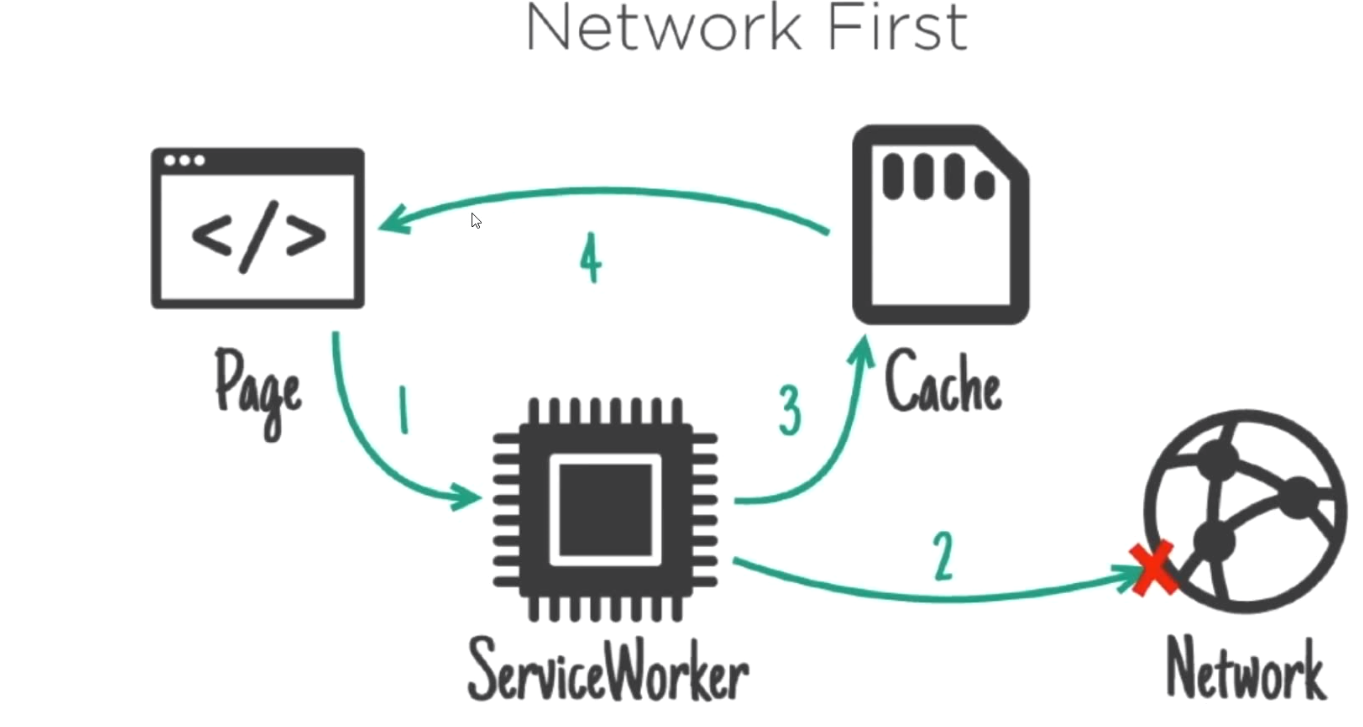 Network First
</>
4
Page
Cache
1
3
2
ServiceWorker
Network